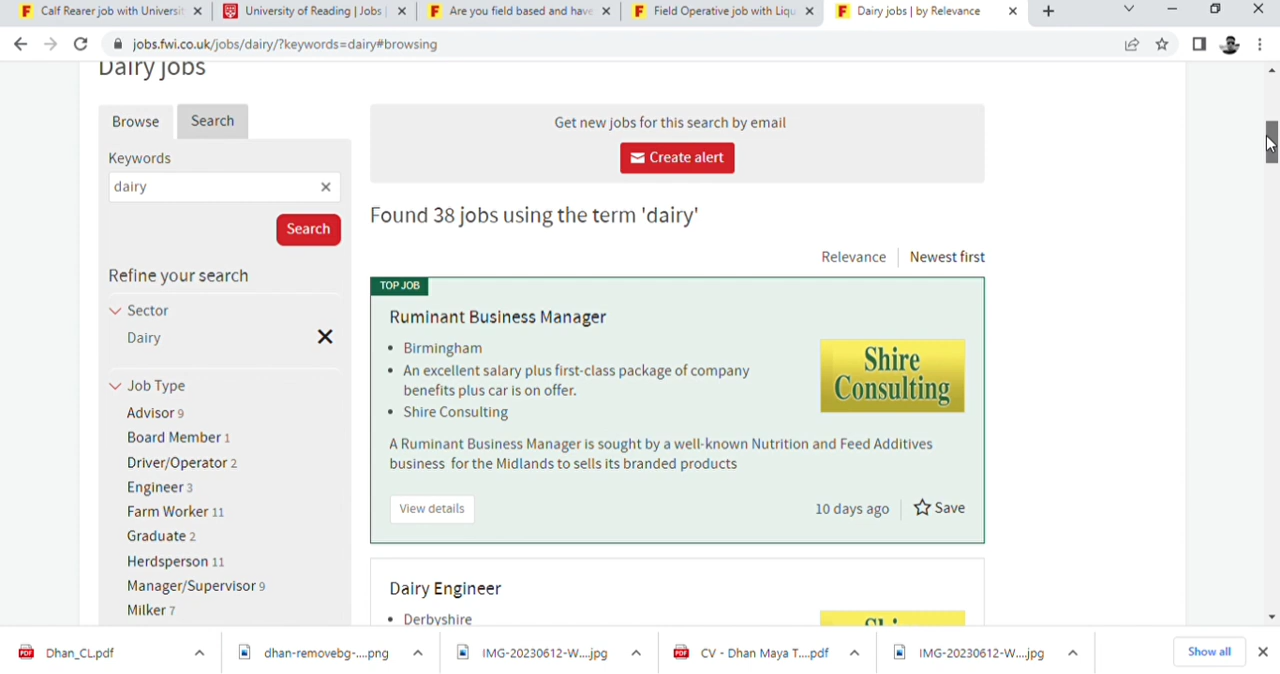 Calf Rearer job with Universit
University of Reading | Jobs
Are you field based and have
Field Operative job with Liqu
Dairy jobs | by Relevance
jobs.fwi.co.uk/jobs/dairy/?keywords=dairy#browsing
Dairy jobs
Browse
Search
Keywords
dairy
Search
Refine your search
Sector
Dairy
Job Type
Advisor 9
Board Member 1
Driver/Operator 2
Engineer 3
Farm Worker 11
Graduate 2
Herdsperson 11
Manager/Supervisor 9
Milker 7
Get new jobs for this search by email
Create alert
Found 38 jobs using the term 'dairy'
Relevance
Newest first
TOP JOB
Ruminant Business Manager
• Birmingham
• An excellent salary plus first-class package of company
benefits plus car is on offer.
• Shire Consulting
Shire
Consulting
A Ruminant Business Manager is sought by a well-known Nutrition and Feed Additives
business for the Midlands to sells its branded products
View details
10 days ago
Save
Dairy Engineer
• Derbyshire
Dhan_CL.pdf
dhan-removebg-....png
IMG-20230612-W....jpg
CV - Dhan Maya T....pdf
IMG-20230612-W....jpg
Show all